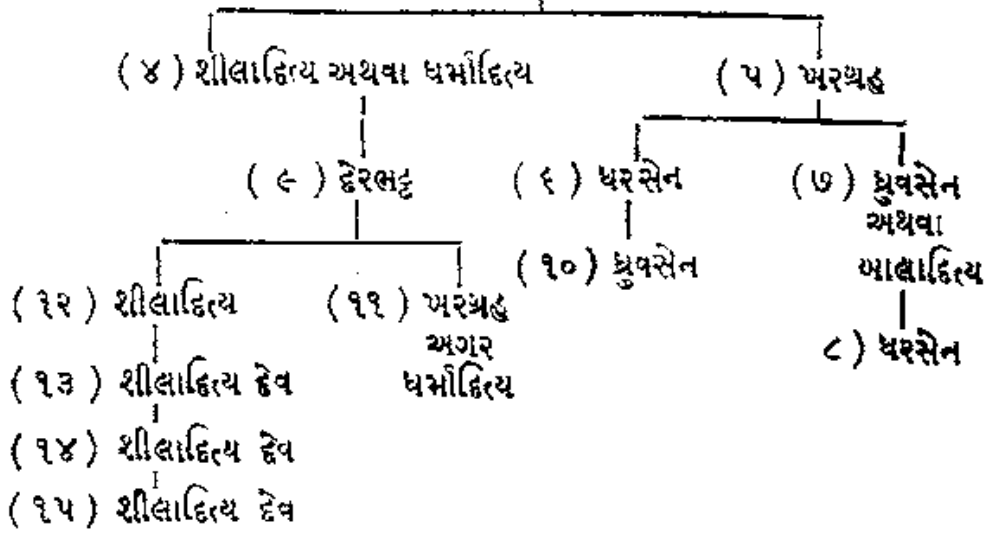 (૪) શીલાદિત્ય અથવા ધર્માદિત્ય
(૫) ખરગ્રહ
(૯) દેરભટ્ટ
(૬) ધરસેન
(૭) ધ્રુવસેન
અથવા
બાલાદિત્ય
(૧૦) ધ્રુવસેન
૮) ધરસેન
(૧૨) શીલાદિત્ય
(૧૧) ખરગ્રહ
અગર
ધર્માદિત્ય
(૧૩) શીલાદિત્ય દેવ
(૧૪) શીલાદિત્ય દેવ
(૧૫) શીલાદિત્ય દેવ